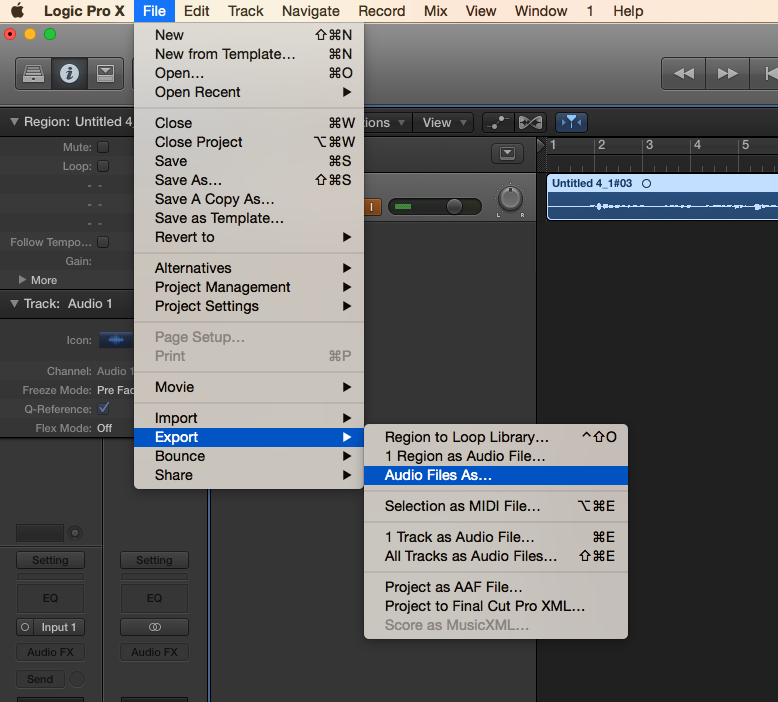 Logic Pro X File Edit Track Navigate Record Mix View Window 1 Help
New ⇧⌘N
New from Template… ⌘N
Open… ⌘O
Open Recent
Close ⌘W
Close Project ⌥⌘W
Save ⌘S
Save As… ⇧⌘S
Save A Copy As…
Save as Template…
Revert to
Alternatives
Project Management
Project Settings
Page Setup…
Print ⌘P
Movie
Import
Export
Bounce
Share
Region to Loop Library… ^⇧O
1 Region as Audio File…
Audio Files As…
Selection as MIDI File… ⌥⌘E
1 Track as Audio File… ⌘E
All Tracks as Audio Files… ⇧⌘E
Project as AAF File…
Project to Final Cut Pro XML…
Score as MusicXML…
Region: Untitled 4_
Mute:
Loop:
- -
- -
- -
Follow Tempo…
Gain:
More
Track: Audio 1
Icon:
Channel: Audio 1
Freeze Mode: Pre Fa
Q-Reference:
Flex Mode: Off
Setting Setting
EQ EQ
Input 1
Audio FX Audio FX
Send
ions View
1 2 3 4 5
I
L R
Untitled 4_1#03